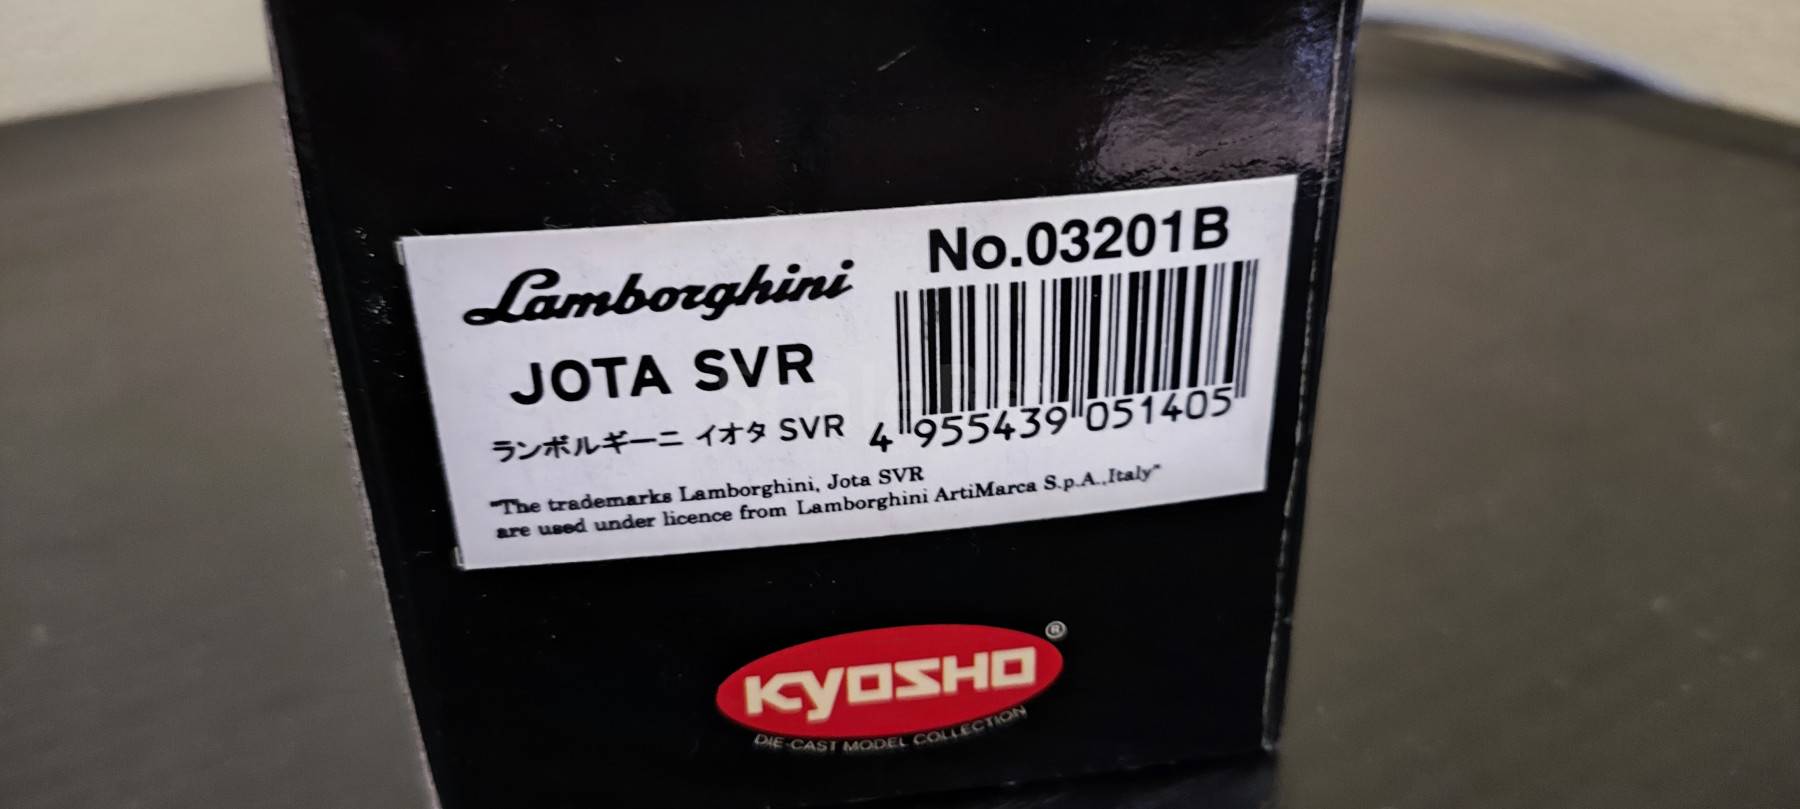 Lamborghini
JOTA SVR
ランボルギーニ イオタ SVR
No.03201B
4 955439 051405
"The trademarks Lamborghini, Jota SVR
are used under licence from Lamborghini ArtiMarca S.p.A.,Italy"
KYOSHO ®
DIE-CAST MODEL COLLECTION